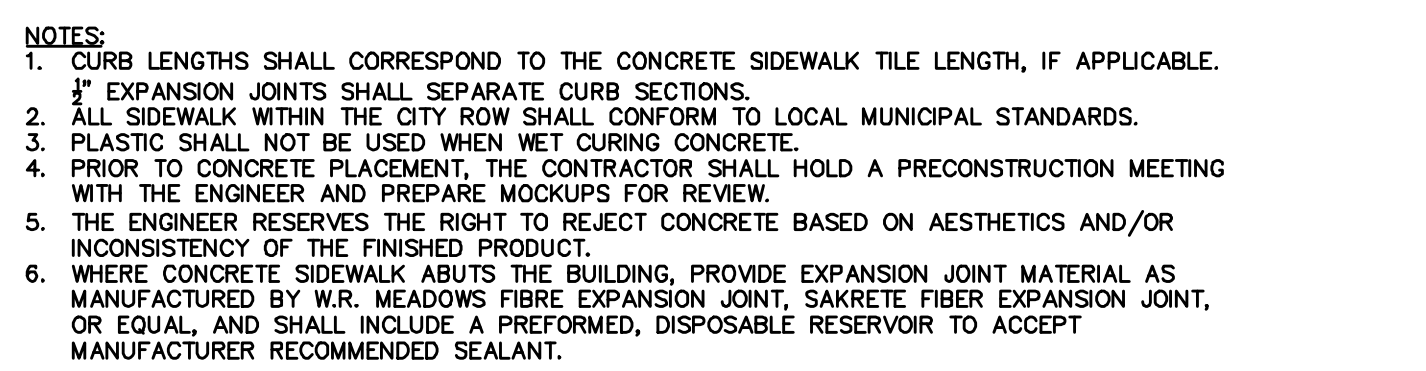 NOTES:
1. CURB LENGTHS SHALL CORRESPOND TO THE CONCRETE SIDEWALK TILE LENGTH, IF APPLICABLE.
½" EXPANSION JOINTS SHALL SEPARATE CURB SECTIONS.
2. ALL SIDEWALK WITHIN THE CITY ROW SHALL CONFORM TO LOCAL MUNICIPAL STANDARDS.
3. PLASTIC SHALL NOT BE USED WHEN WET CURING CONCRETE.
4. PRIOR TO CONCRETE PLACEMENT, THE CONTRACTOR SHALL HOLD A PRECONSTRUCTION MEETING
WITH THE ENGINEER AND PREPARE MOCKUPS FOR REVIEW.
5. THE ENGINEER RESERVES THE RIGHT TO REJECT CONCRETE BASED ON AESTHETICS AND/OR
INCONSISTENCY OF THE FINISHED PRODUCT.
6. WHERE CONCRETE SIDEWALK ABUTS THE BUILDING, PROVIDE EXPANSION JOINT MATERIAL AS
MANUFACTURED BY W.R. MEADOWS FIBRE EXPANSION JOINT, SAKRETE FIBER EXPANSION JOINT,
OR EQUAL, AND SHALL INCLUDE A PREFORMED, DISPOSABLE RESERVOIR TO ACCEPT
MANUFACTURER RECOMMENDED SEALANT.